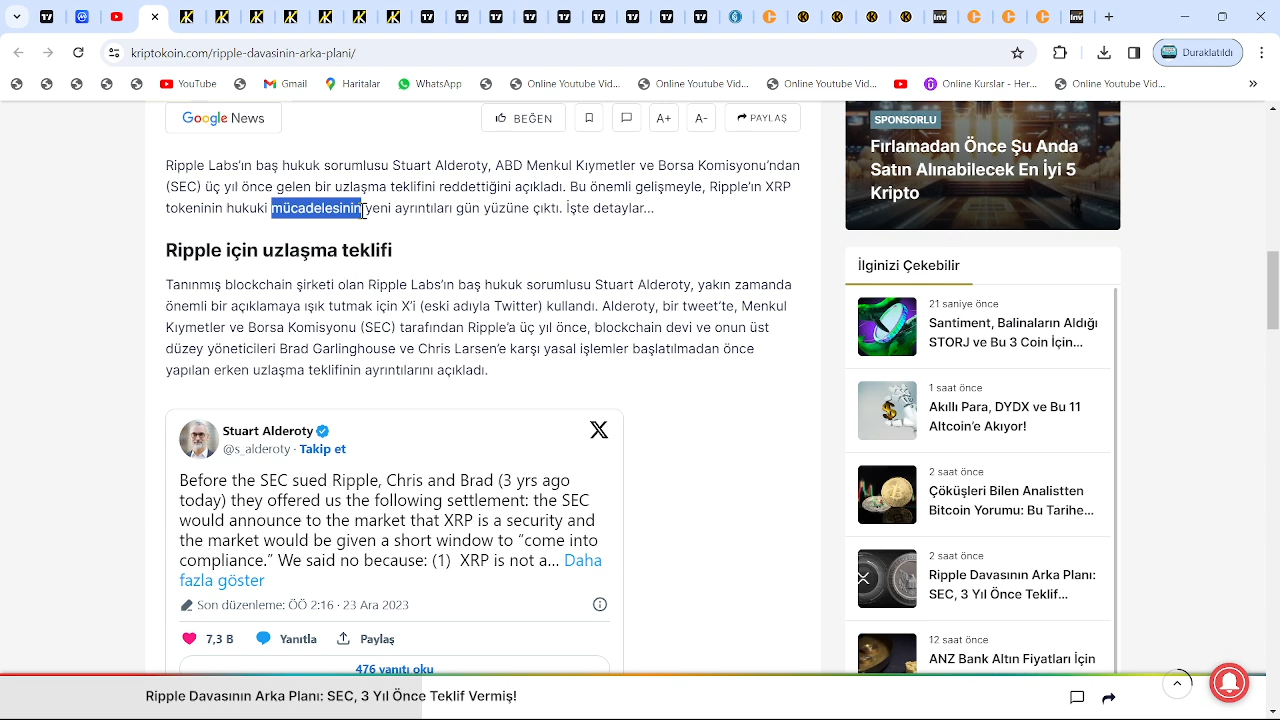 kriptokoin.com/ripple-davasinin-arka-plani/
Duraklatıldı
YouTube
Gmail
Haritalar
WhatsApp
Online Youtube Vid...
Online Youtube Vid...
Online Youtube Vid...
Online Kurslar - Her...
Online Youtube Vid...
Google News
BEĞEN
A+
A-
PAYLAŞ
Ripple Labs'ın baş hukuk sorumlusu Stuart Alderoty, ABD Menkul Kıymetler ve Borsa Komisyonu'ndan
(SEC) üç yıl önce gelen bir uzlaşma teklifini reddettiğini açıkladı. Bu önemli gelişmeyle, Ripple'ın XRP
tokeninin hukuki mücadelesinin yeni ayrıntıları gün yüzüne çıktı. İşte detaylar...
Ripple için uzlaşma teklifi
Tanınmış blockchain şirketi olan Ripple Labs'ın baş hukuk sorumlusu Stuart Alderoty, yakın zamanda
önemli bir açıklamaya ışık tutmak için X'i (eski adıyla Twitter) kullandı. Alderoty, bir tweet'te, Menkul
Kıymetler ve Borsa Komisyonu (SEC) tarafından Ripple'a üç yıl önce, blockchain devi ve onun üst
düzey yöneticileri Brad Garlinghouse ve Chris Larsen'e karşı yasal işlemler başlatılmadan önce
yapılan erken uzlaşma teklifinin ayrıntılarını açıkladı.
Stuart Alderoty
@s_alderoty · Takip et
Before the SEC sued Ripple, Chris and Brad (3 yrs ago
today) they offered us the following settlement: the SEC
would announce to the market that XRP is a security and
the market would be given a short window to “come into
compliance.” We said no because: (1) XRP is not a... Daha
fazla göster
Son düzenleme: ÖÖ 2:16 · 23 Ara 2023
7,3 B
Yanıtla
Paylaş
476 yanıtı oku
SPONSORLU
Fırlamadan Önce Şu Anda
Satın Alınabilecek En İyi 5
Kripto
İlginizi Çekebilir
21 saniye önce
Santiment, Balinaların Aldığı
STORJ ve Bu 3 Coin İçin...
1 saat önce
Akıllı Para, DYDX ve Bu 11
Altcoin'e Akıyor!
2 saat önce
Çöküşleri Bilen Analistten
Bitcoin Yorumu: Bu Tarihe...
2 saat önce
Ripple Davasının Arka Planı:
SEC, 3 Yıl Önce Teklif...
12 saat önce
ANZ Bank Altın Fiyatları İçin
Ripple Davasının Arka Planı: SEC, 3 Yıl Önce Teklif Vermiş!